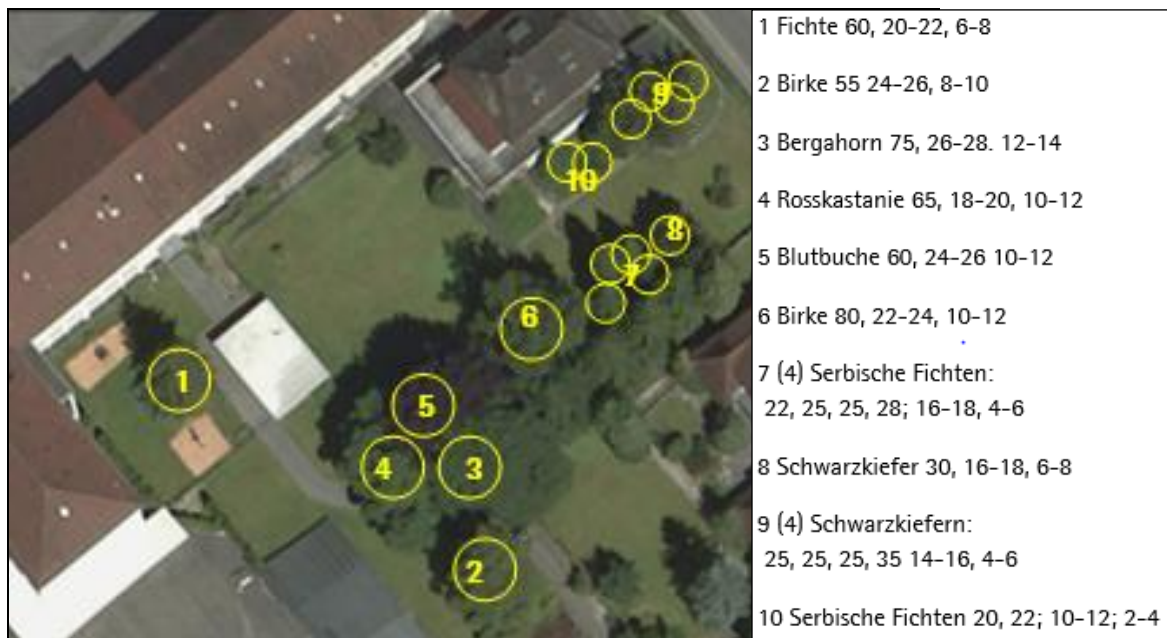 1 Fichte 60, 20-22, 6-8
2 Birke 55 24-26, 8-10
3 Bergahorn 75, 26-28. 12-14
4 Rosskastanie 65, 18-20, 10-12
5 Blutbuche 60, 24-26 10-12
6 Birke 80, 22-24, 10-12
7 (4) Serbische Fichten:
22, 25, 25, 28; 16-18, 4-6
8 Schwarzkiefer 30, 16-18, 6-8
9 (4) Schwarzkiefern:
25, 25, 25, 35 14-16, 4-6
10 Serbische Fichten 20, 22; 10-12; 2-4
9
10
8
7
6
1
5
4
3
2